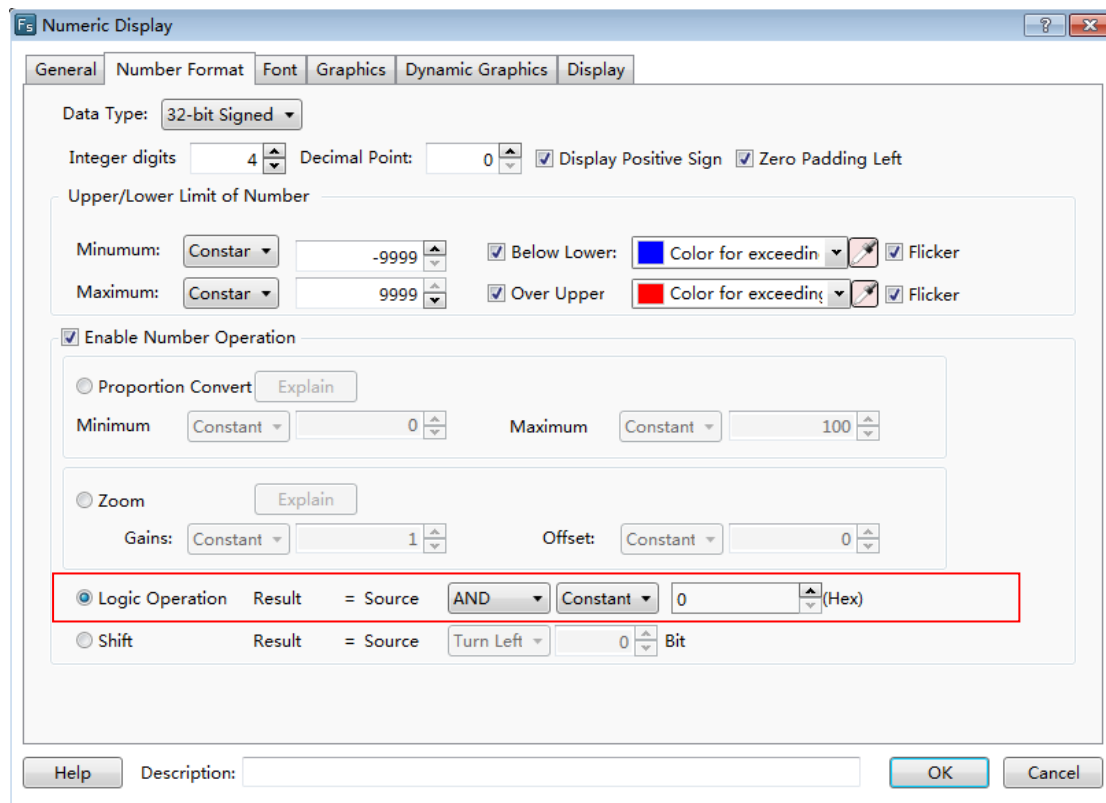 Fs Numeric Display ?
General Number Format Font Graphics Dynamic Graphics Display
Data Type: 32-bit Signed
Integer digits 4 Decimal Point: 0 Display Positive Sign Zero Padding Left
Upper/Lower Limit of Number
Minumum: Constar -9999 Below Lower: Color for exceedin Flicker
Maximum: Constar 9999 Over Upper Color for exceeding Flicker
Enable Number Operation
Proportion Convert Explain
Minimum Constant 0 Maximum Constant 100
Zoom Explain
Gains: Constant 1 Offset: Constant 0
Logic Operation Result = Source AND Constant 0 (Hex)
Shift Result = Source Turn Left 0 Bit
Help Description: OK Cancel